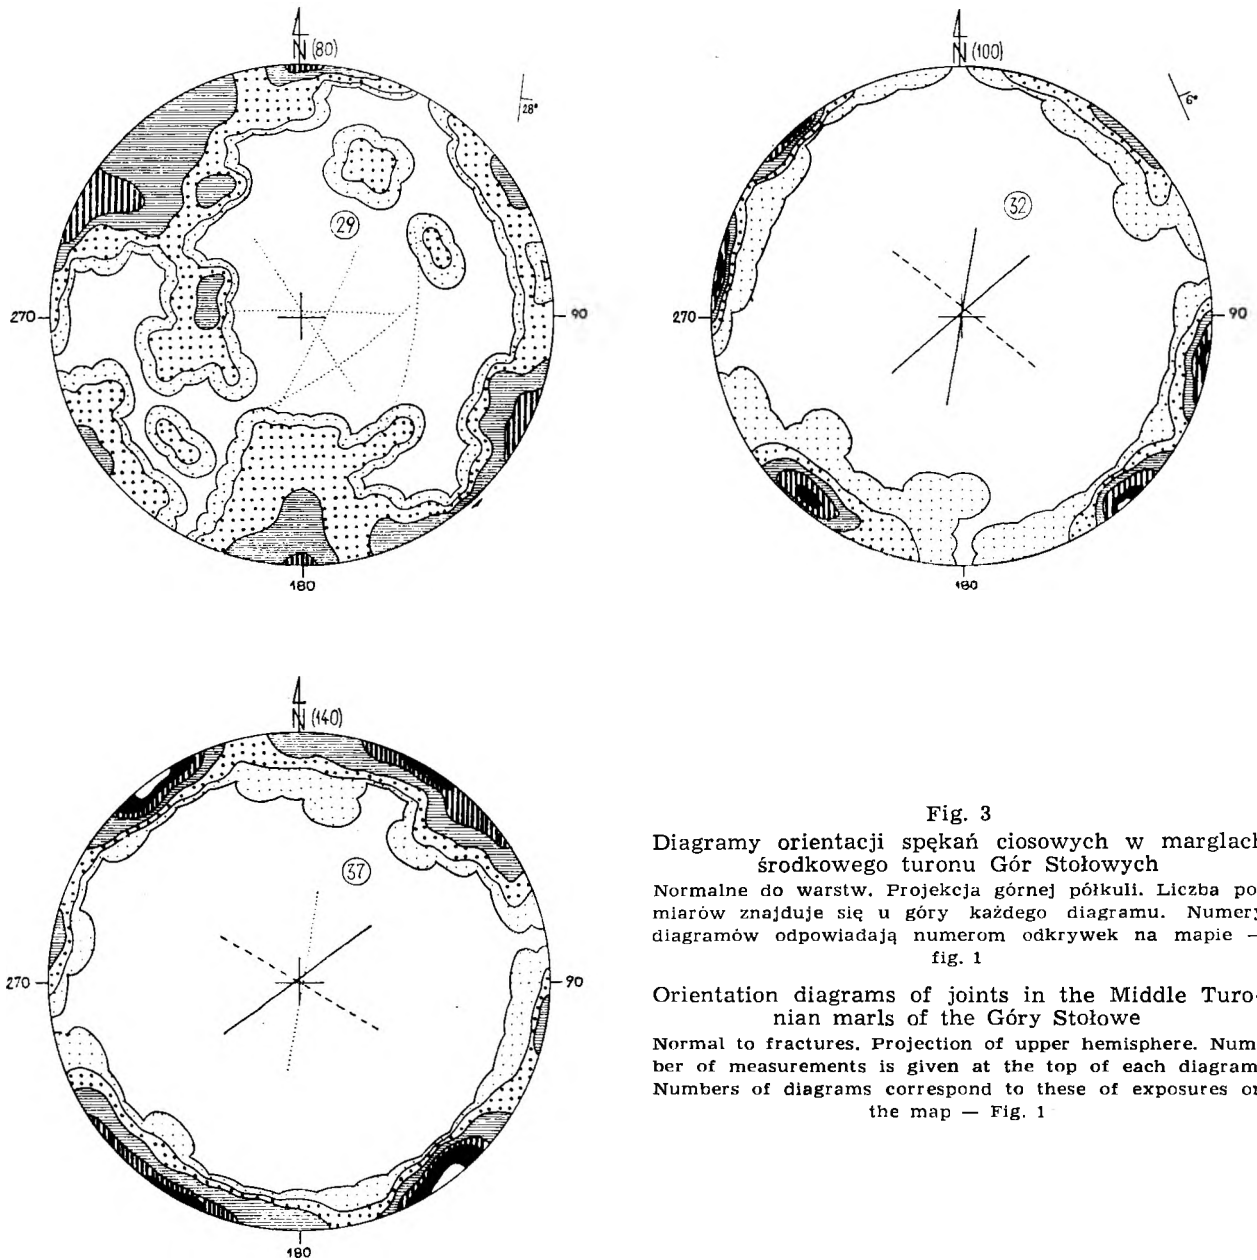 N (80)
28°
29
270
90
180
N (100)
6°
32
270
90
180
N (140)
37
270
90
180
Fig. 3
Diagramy orientacji spękań ciosowych w marglach
środkowego turonu Gór Stołowych
Normalne do warstw. Projekcja górnej półkuli. Liczba po-
miarów znajduje się u góry każdego diagramu. Numery
diagramów odpowiadają numerom odkrywek na mapie —
fig. 1
Orientation diagrams of joints in the Middle Turo-
nian marls of the Góry Stołowe
Normal to fractures. Projection of upper hemisphere. Num-
ber of measurements is given at the top of each diagram
Numbers of diagrams correspond to these of exposures on
the map — Fig. 1